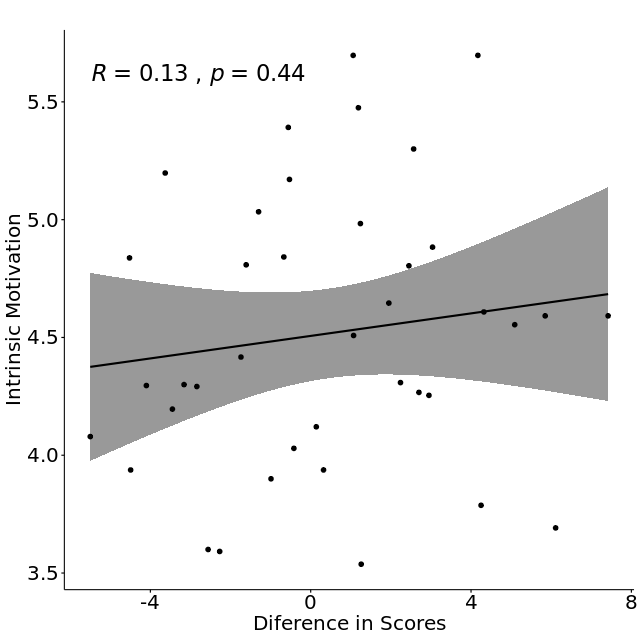 R = 0.13 , p = 0.44
5.5
5.0
4.5
4.0
3.5
Intrinsic Motivation
-4 0 4 8
Diference in Scores